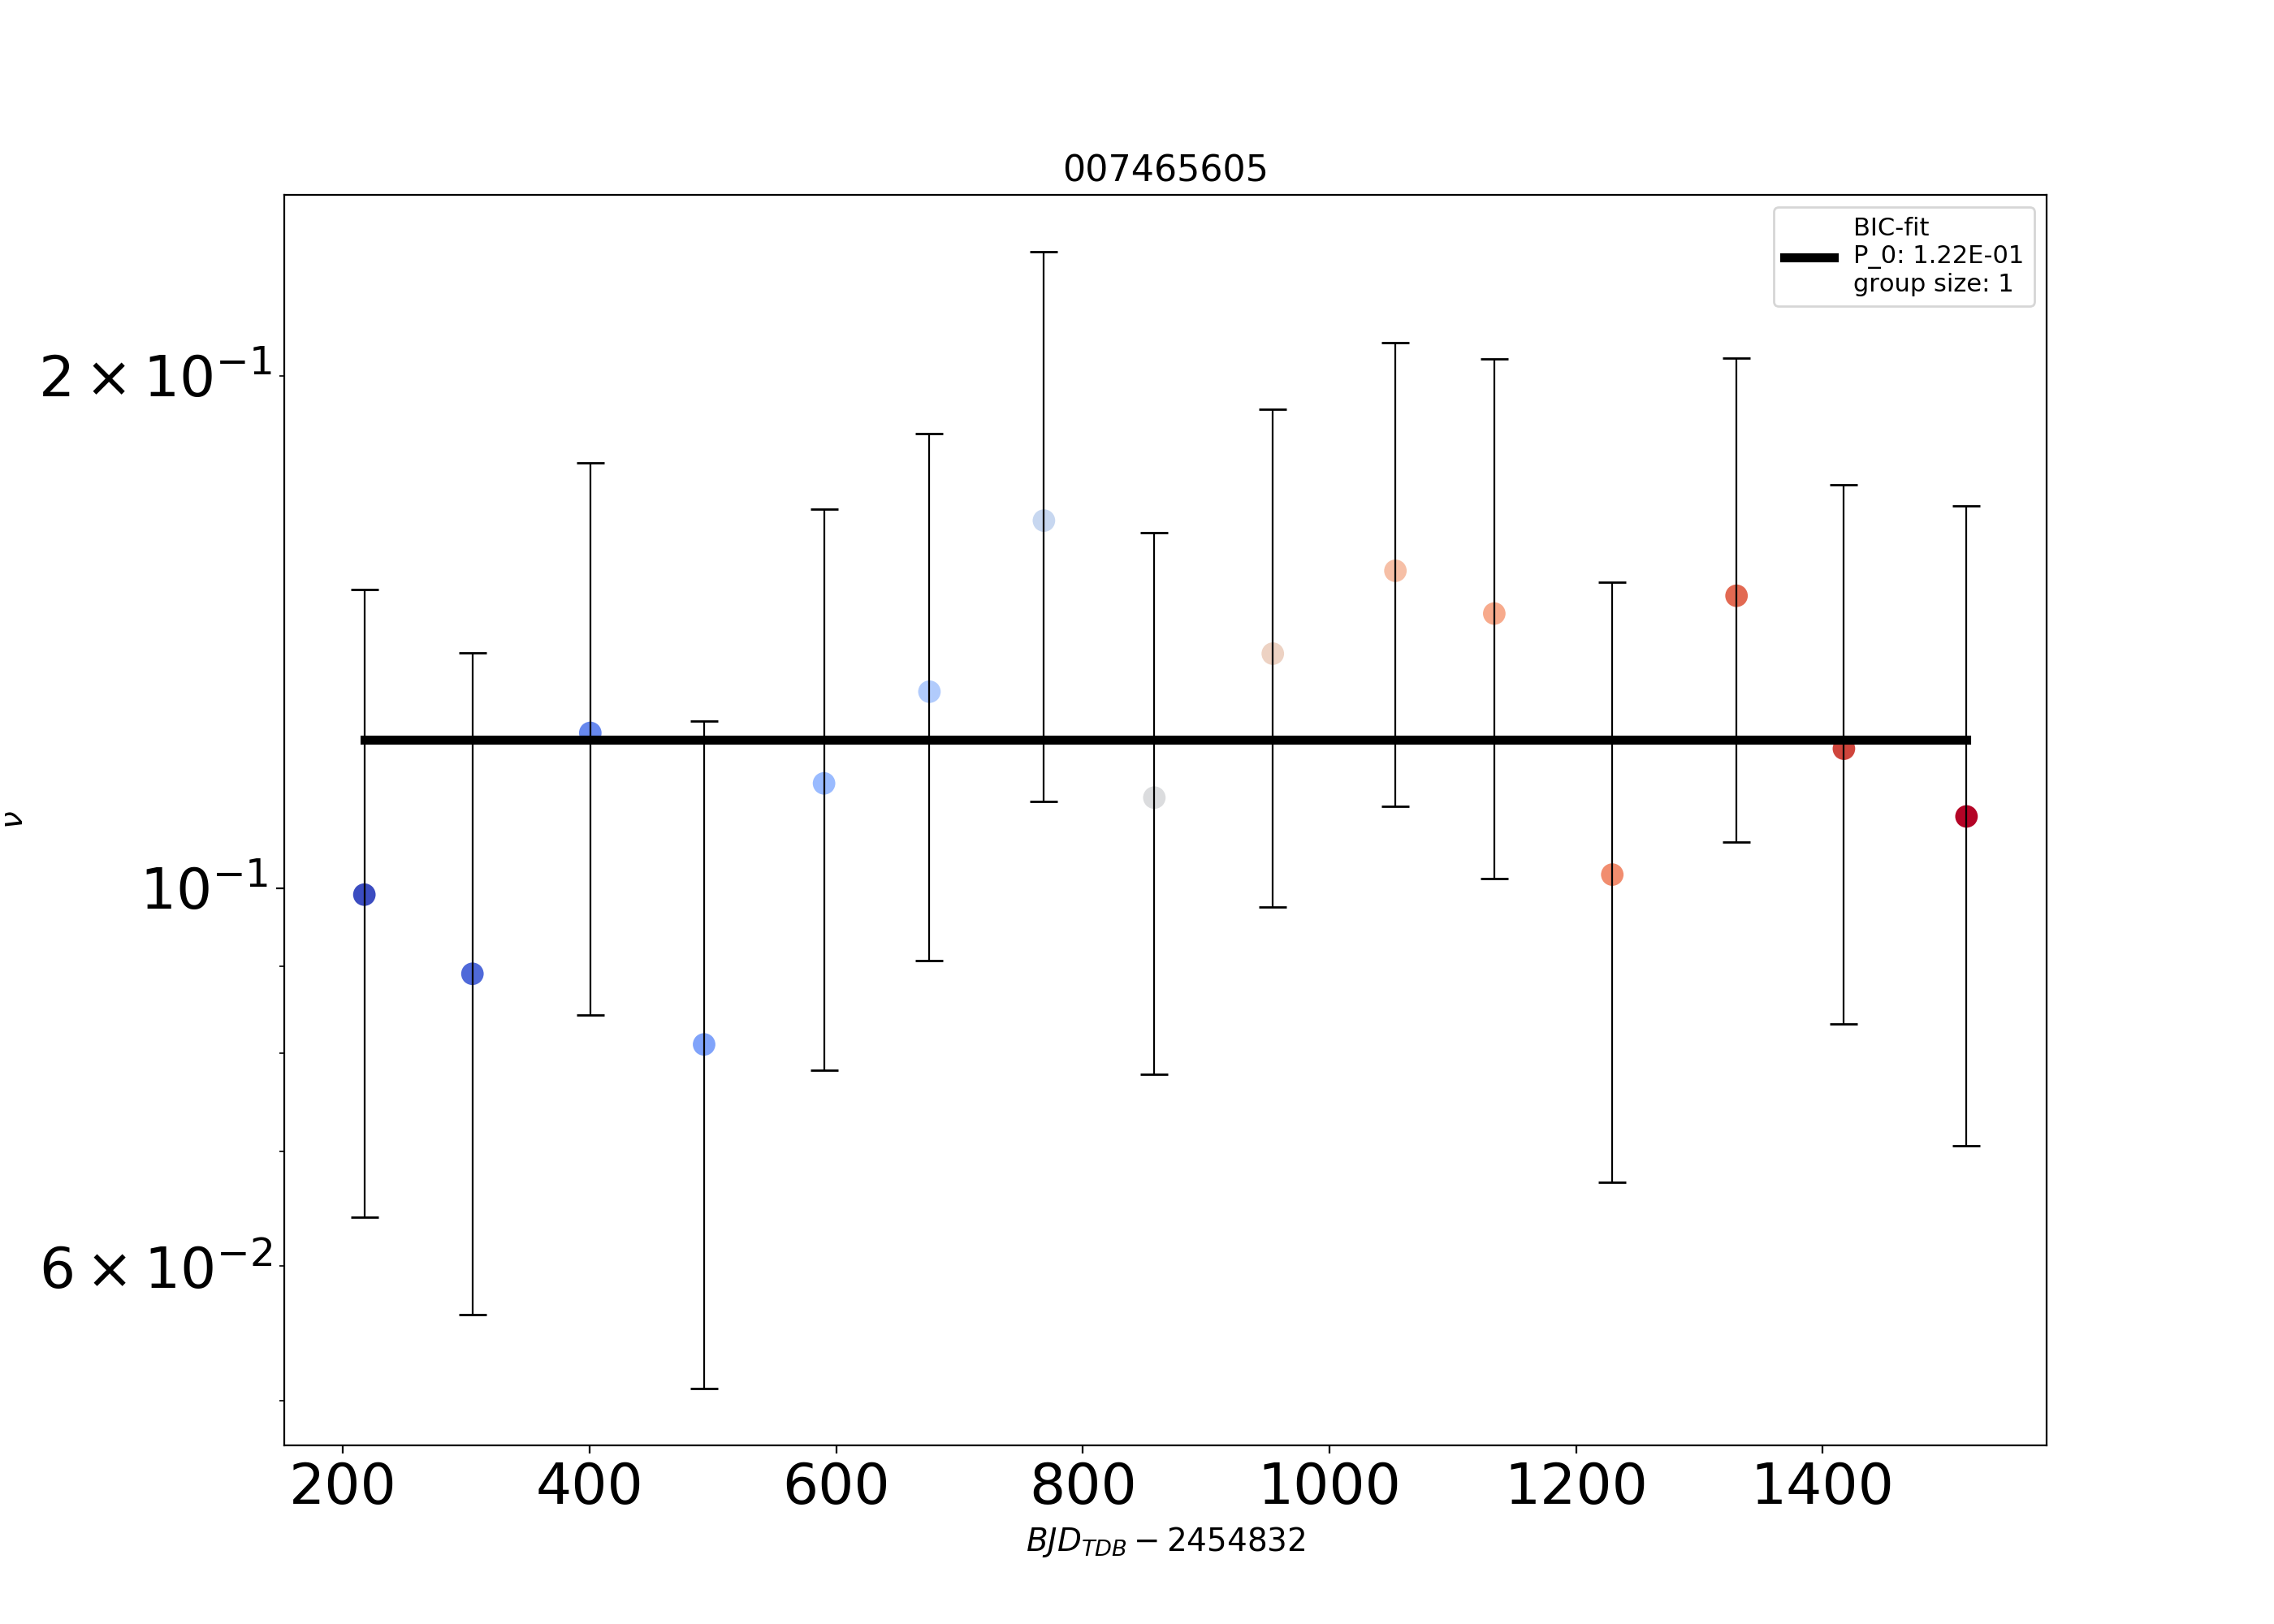 007465605
BIC-fit
P_0: 1.22E-01
group size: 1
2 × 10⁻¹
10⁻¹
6 × 10⁻²
ν
200 400 600 800 1000 1200 1400
BJD_TDB − 2454832